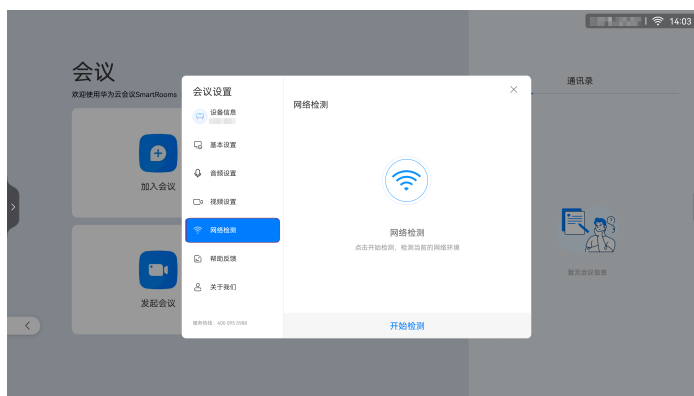 14:03
会议
欢迎使用华为云会议SmartRooms
加入会议
发起会议
会议设置
设备信息
基本设置
音频设置
视频设置
网络检测
帮助反馈
关于我们
服务热线：400 095 5988
网络检测
网络检测
点击开始检测，检测当前的网络环境
开始检测
通讯录
暂无会议信息